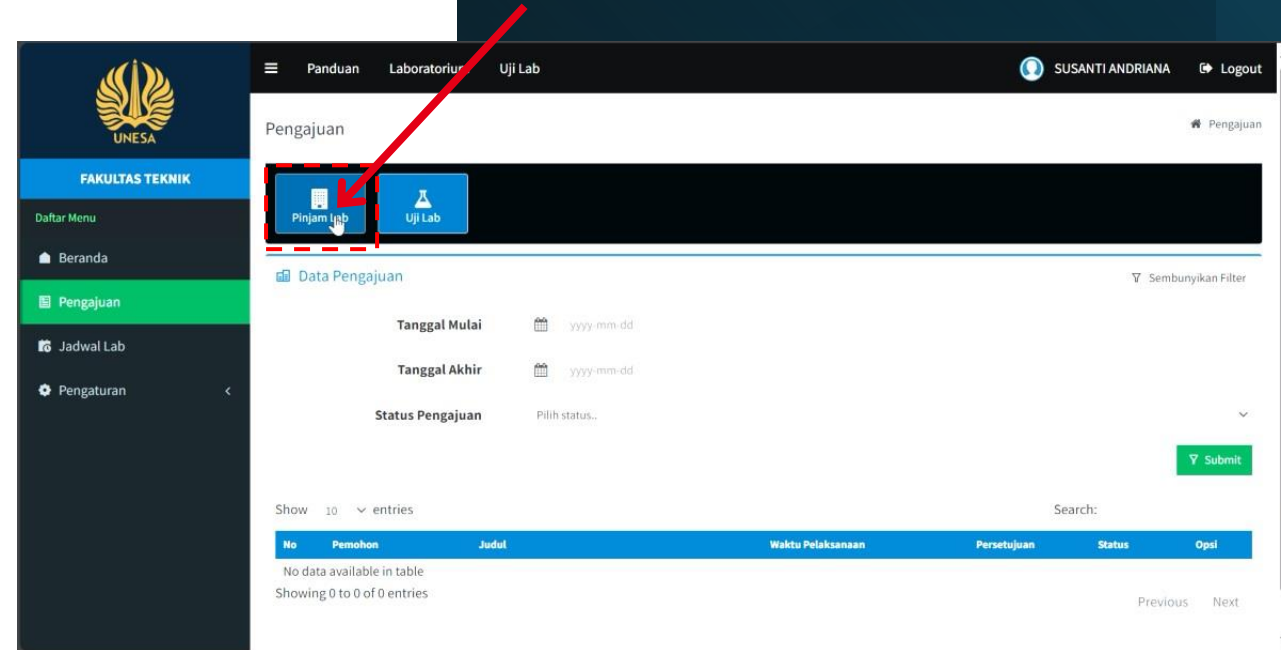 UNESA
FAKULTAS TEKNIK
Daftar Menu
Beranda
Pengajuan
Jadwal Lab
Pengaturan
Panduan Laboratorium Uji Lab
SUSANTI ANDRIANA Logout
Pengajuan
Pengajuan
Pinjam Lab
Uji Lab
Data Pengajuan
Sembunyikan Filter
Tanggal Mulai yyyy-mm-dd
Tanggal Akhir yyyy-mm-dd
Status Pengajuan Pilih status..
Submit
Show 10 entries
Search:
No Pemohon Judul Waktu Pelaksanaan Persetujuan Status Opsi
No data available in table
Showing 0 to 0 of 0 entries
Previous Next